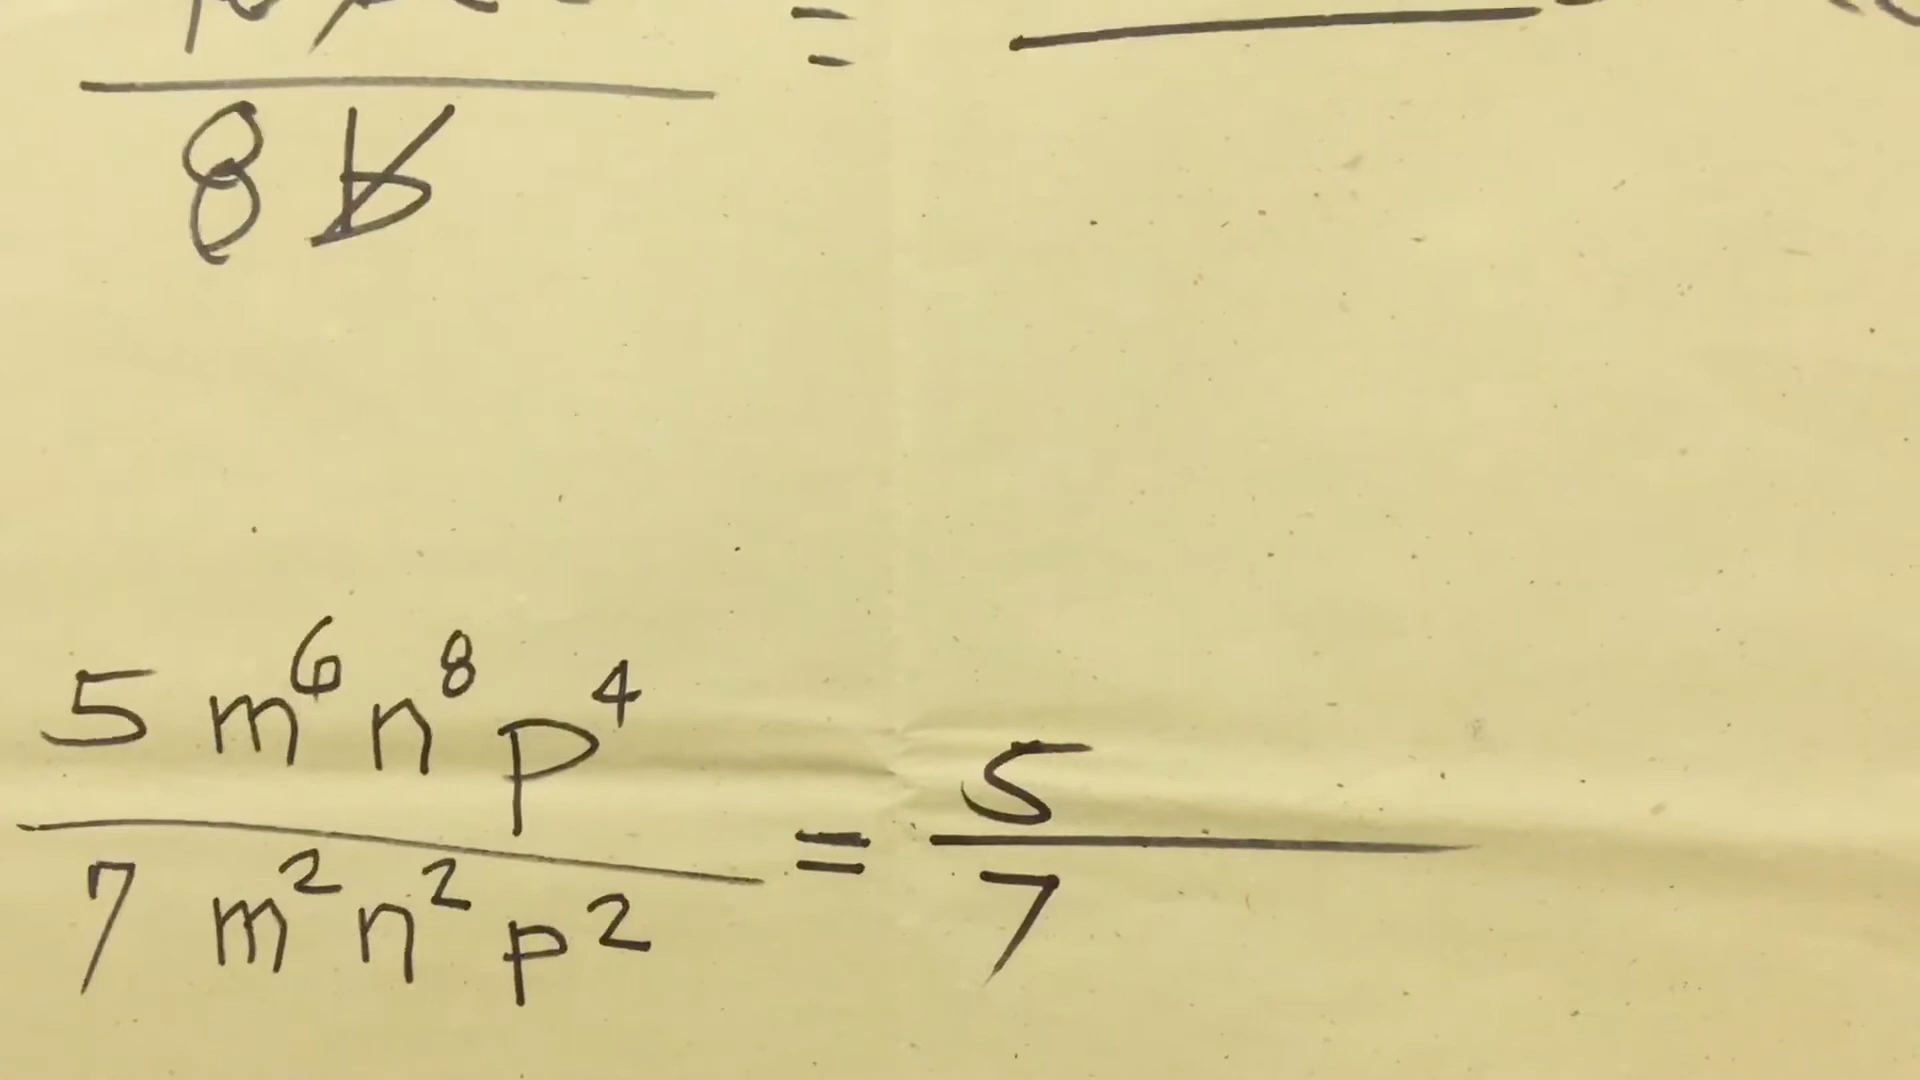 =
8 b
5 m⁶ n⁸ p⁴
= 5
7 m² n² p²
7